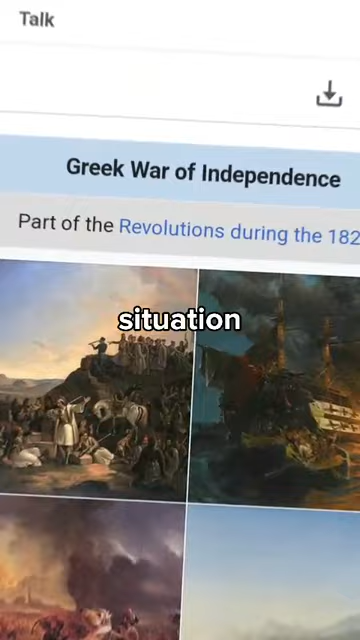 Talk
Greek War of Independence
Part of the Revolutions during the 182
situation